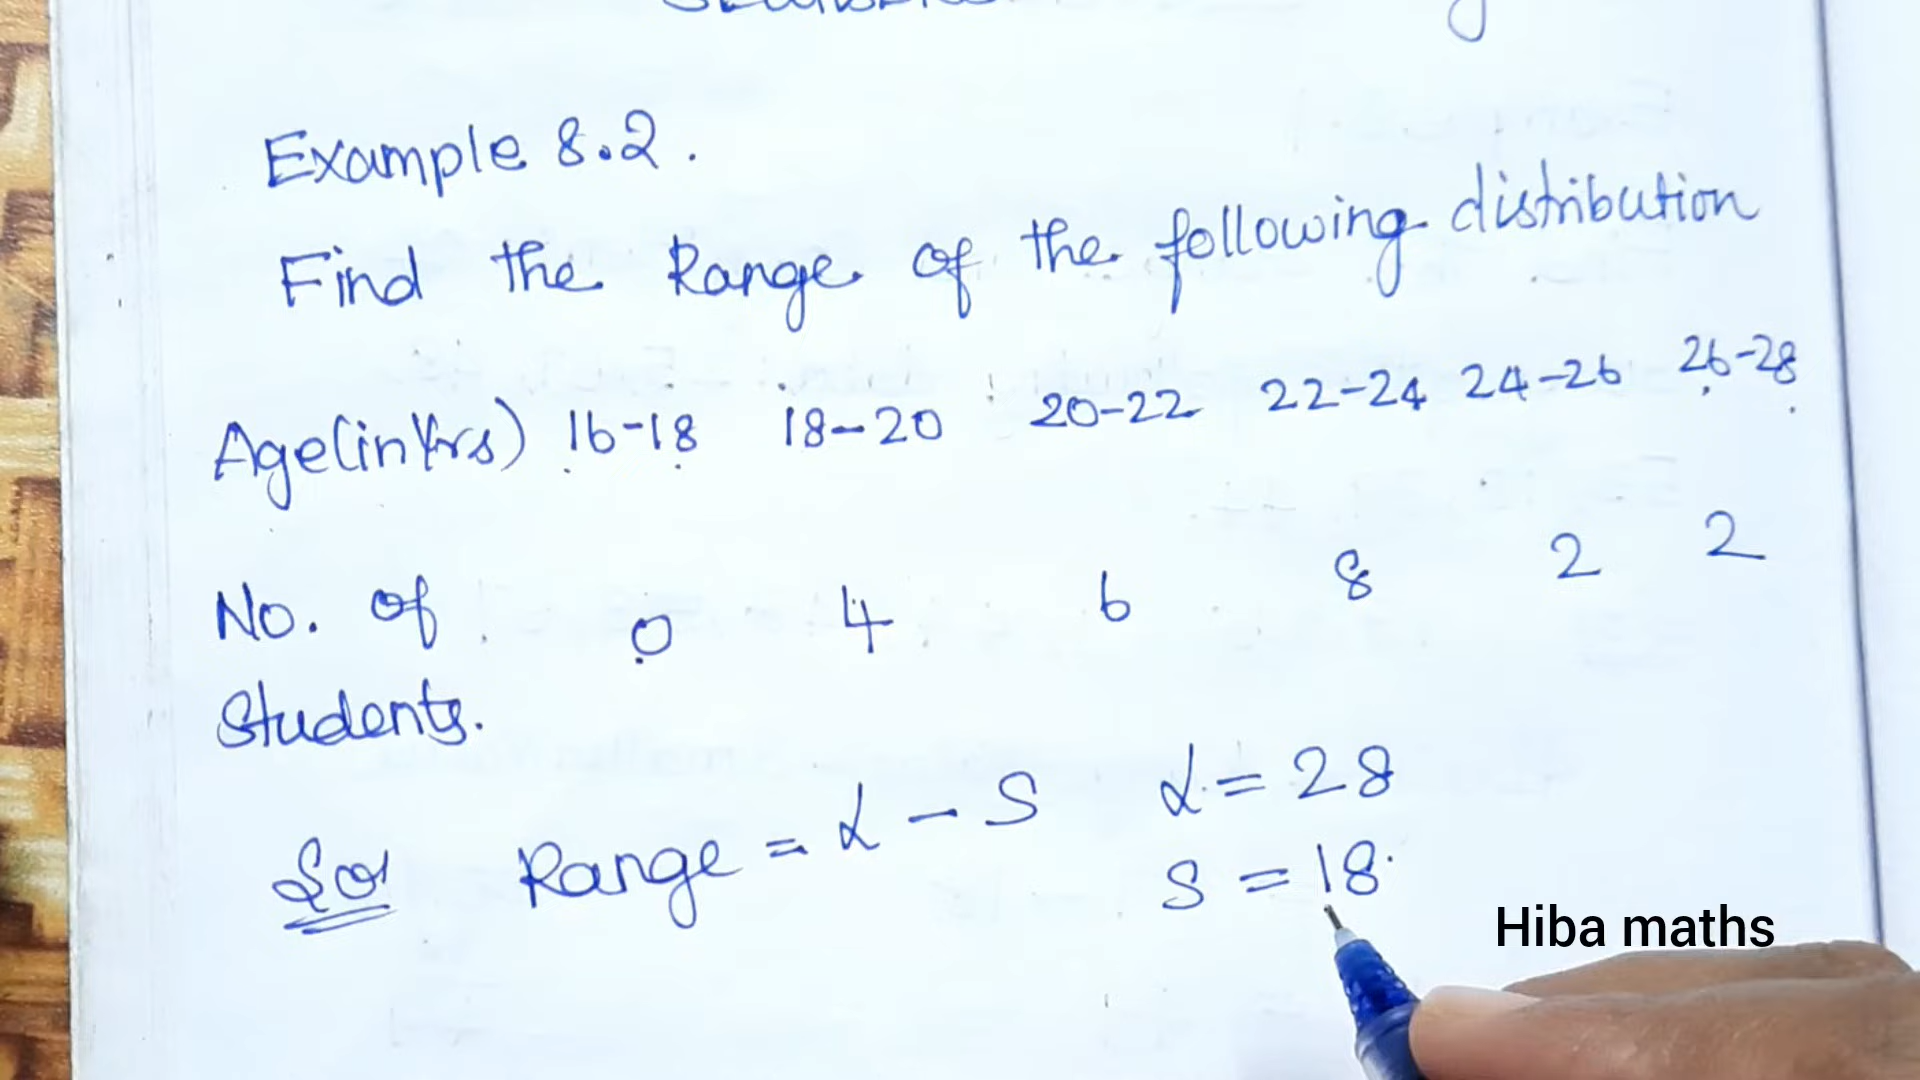 Example 8.2.
Find the Range of the following distribution
Age(in Yrs) 16-18 18-20 20-22 22-24 24-26 26-28
No. of 0 4 6 8 2 2
Students.
Sol Range = L - S L = 28
S = 18.
Hiba maths